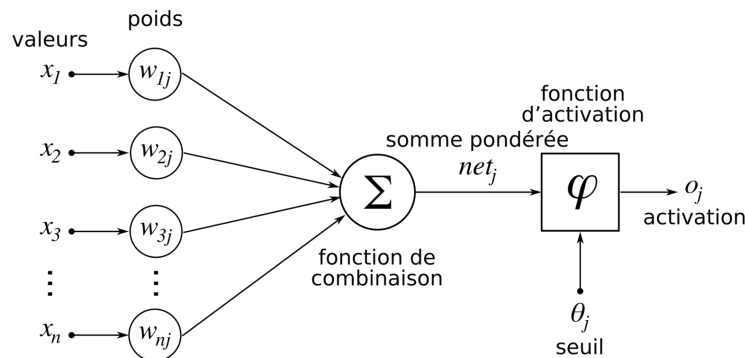 poids
valeurs
x₁ w₁ⱼ
x₂ w₂ⱼ
x₃ w₃ⱼ
⋮ ⋮
xₙ wₙⱼ
Σ
fonction de
combinaison
somme pondérée
netⱼ
fonction
d'activation
φ
θⱼ
seuil
oⱼ
activation